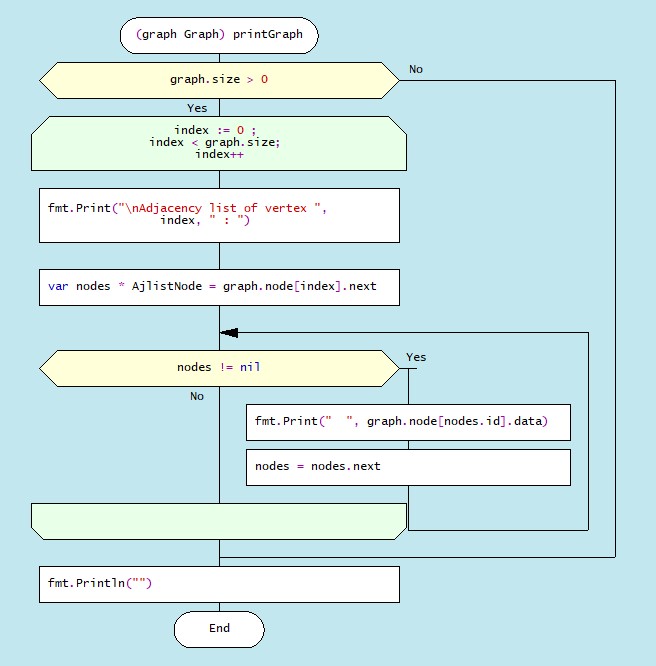 (graph Graph) printGraph
graph.size > 0
No
Yes
index := 0 ;
index < graph.size;
index++
fmt.Print("\nAdjacency list of vertex ",
index, " : ")
var nodes * AjlistNode = graph.node[index].next
nodes != nil
Yes
No
fmt.Print("  ", graph.node[nodes.id].data)
nodes = nodes.next
fmt.Println("")
End